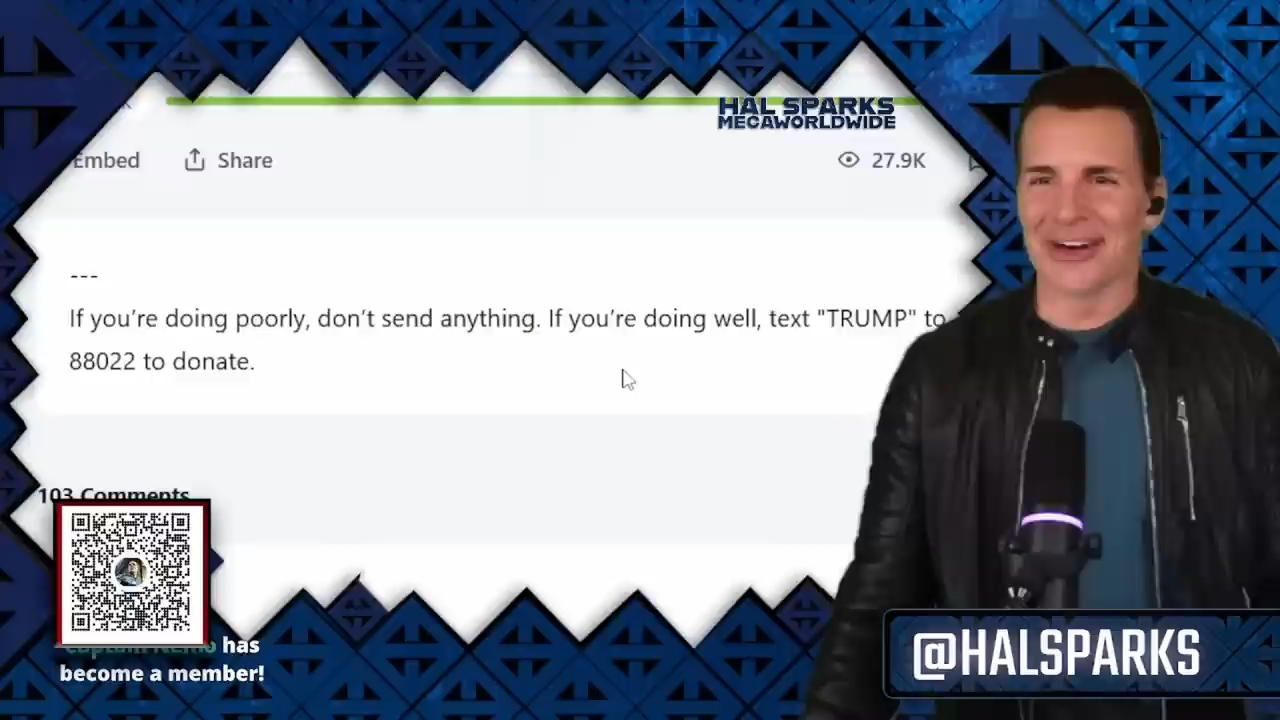 HAL SPARKS
MEGAWORLDWIDE
Embed Share 27.9K
---
If you’re doing poorly, don’t send anything. If you’re doing well, text "TRUMP" to
88022 to donate.
103 Comments
has
become a member!
@HALSPARKS